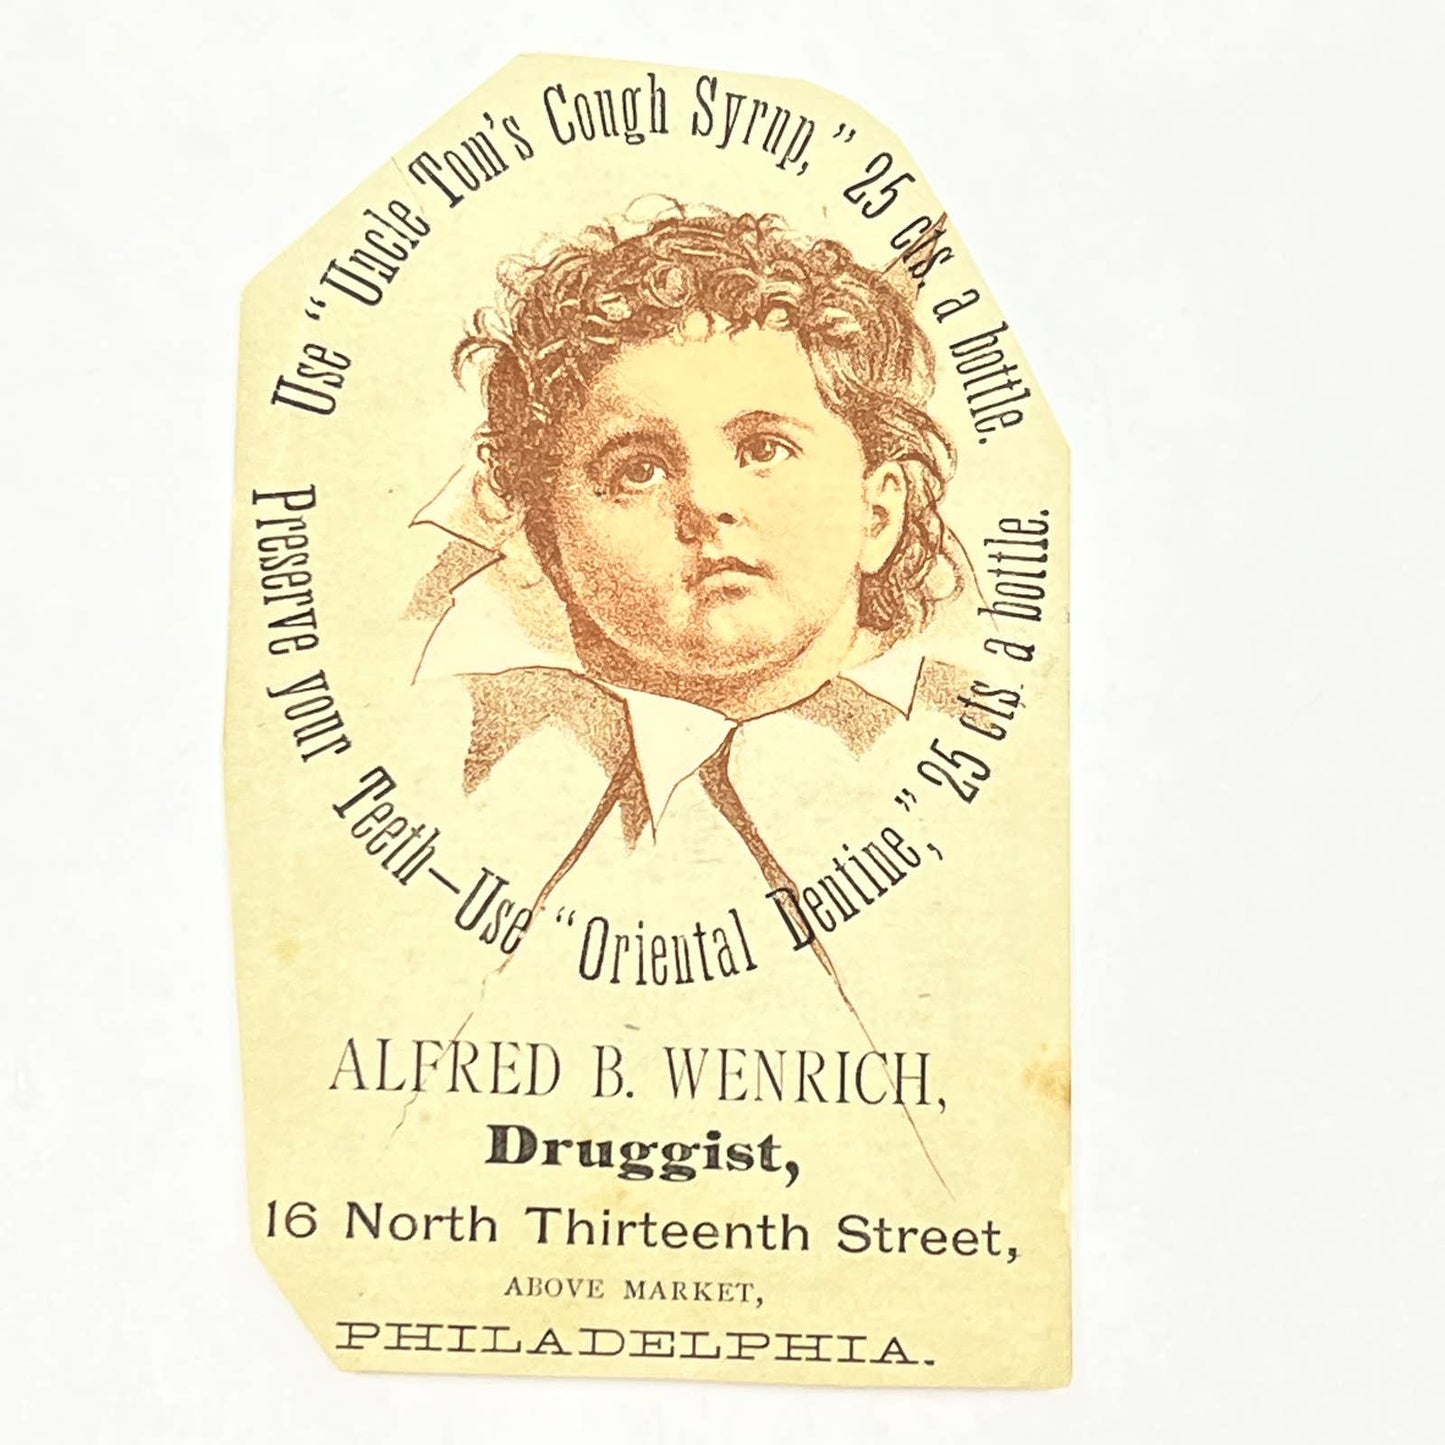 Use "Uncle Tom's Cough Syrup," 25 cts. a bottle.
Preserve your Teeth—Use "Oriental Dentine," 25 cts. a bottle.
ALFRED B. WENRICH,
Druggist,
16 North Thirteenth Street,
ABOVE MARKET,
PHILADELPHIA.